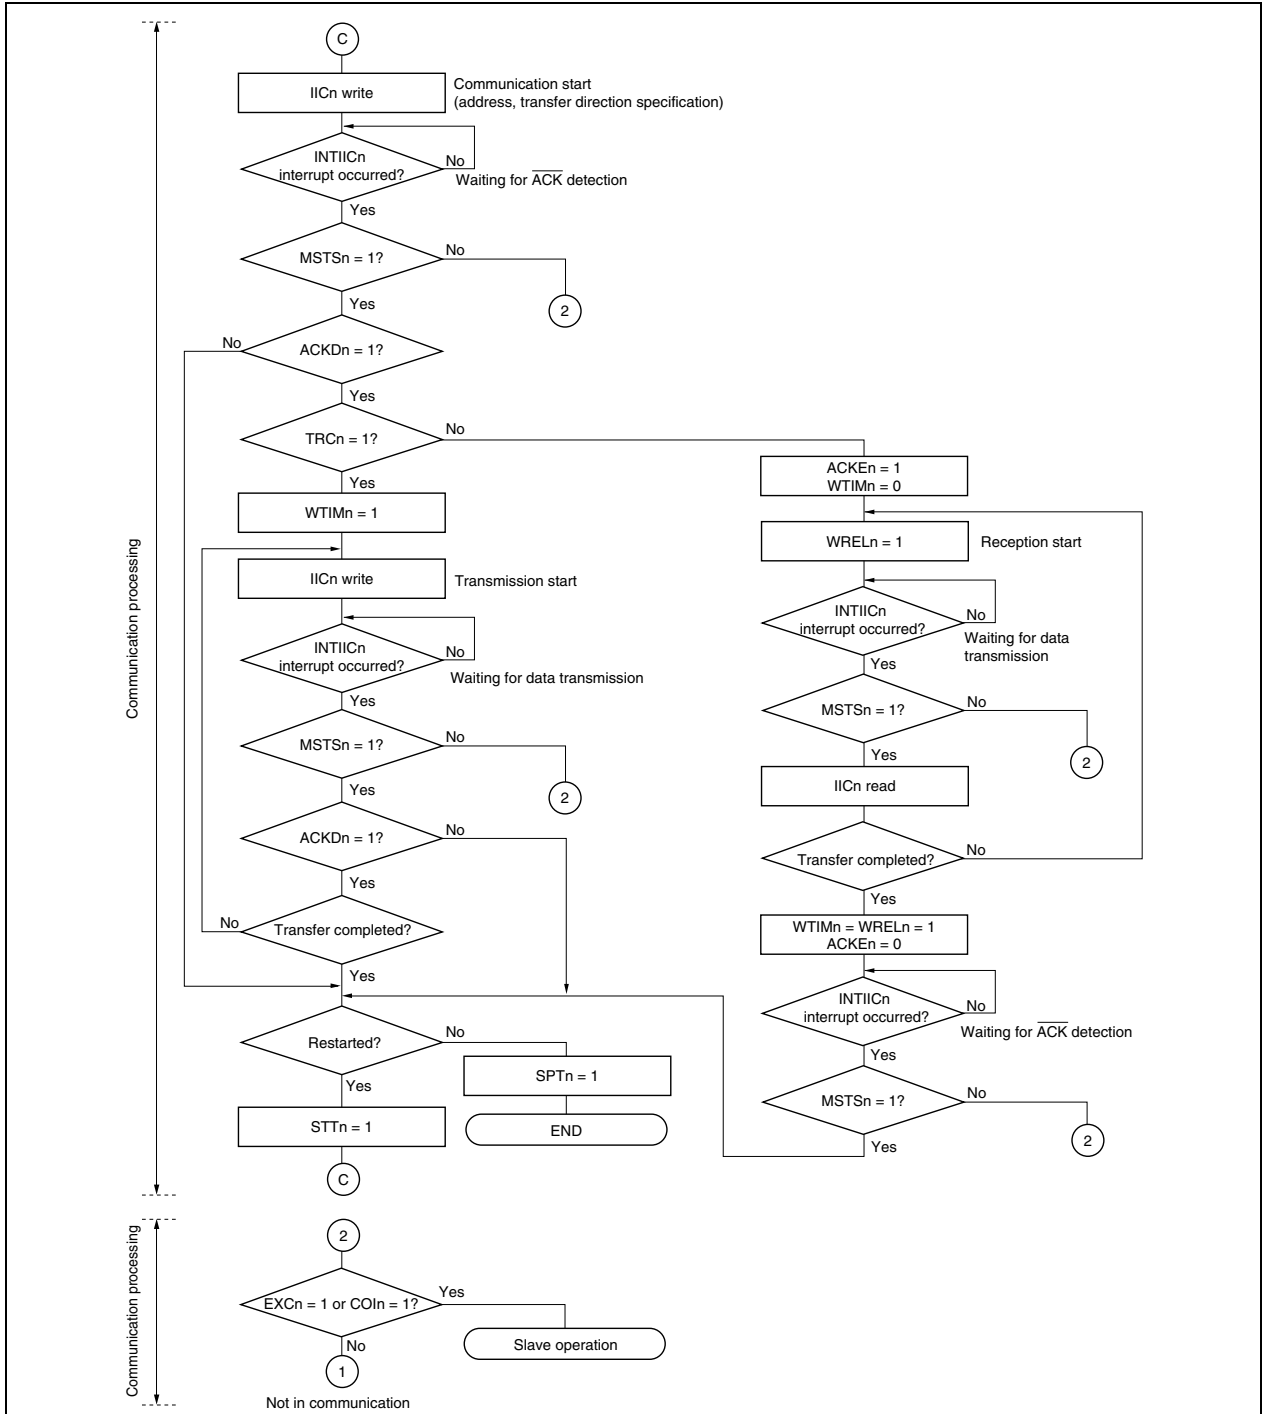 C
IICn write
Communication start
(address, transfer direction specification)
INTIICn
interrupt occurred?
No
Waiting for ACK detection
Yes
MSTSn = 1?
No
2
Yes
ACKDn = 1?
No
Yes
TRCn = 1?
No
Yes
WTIMn = 1
IICn write
Transmission start
INTIICn
interrupt occurred?
No
Waiting for data transmission
Yes
MSTSn = 1?
No
2
Yes
ACKDn = 1?
No
Yes
Transfer completed?
No
Yes
ACKEn = 1
WTIMn = 0
WRELn = 1
Reception start
INTIICn
interrupt occurred?
No
Waiting for data
transmission
Yes
MSTSn = 1?
No
2
Yes
IICn read
Transfer completed?
No
Yes
WTIMn = WRELn = 1
ACKEn = 0
INTIICn
interrupt occurred?
No
Waiting for ACK detection
Yes
MSTSn = 1?
No
2
Yes
Restarted?
No
SPTn = 1
END
Yes
STTn = 1
C
Communication processing
2
EXCn = 1 or COIn = 1?
Yes
Slave operation
No
1
Not in communication
Communication processing